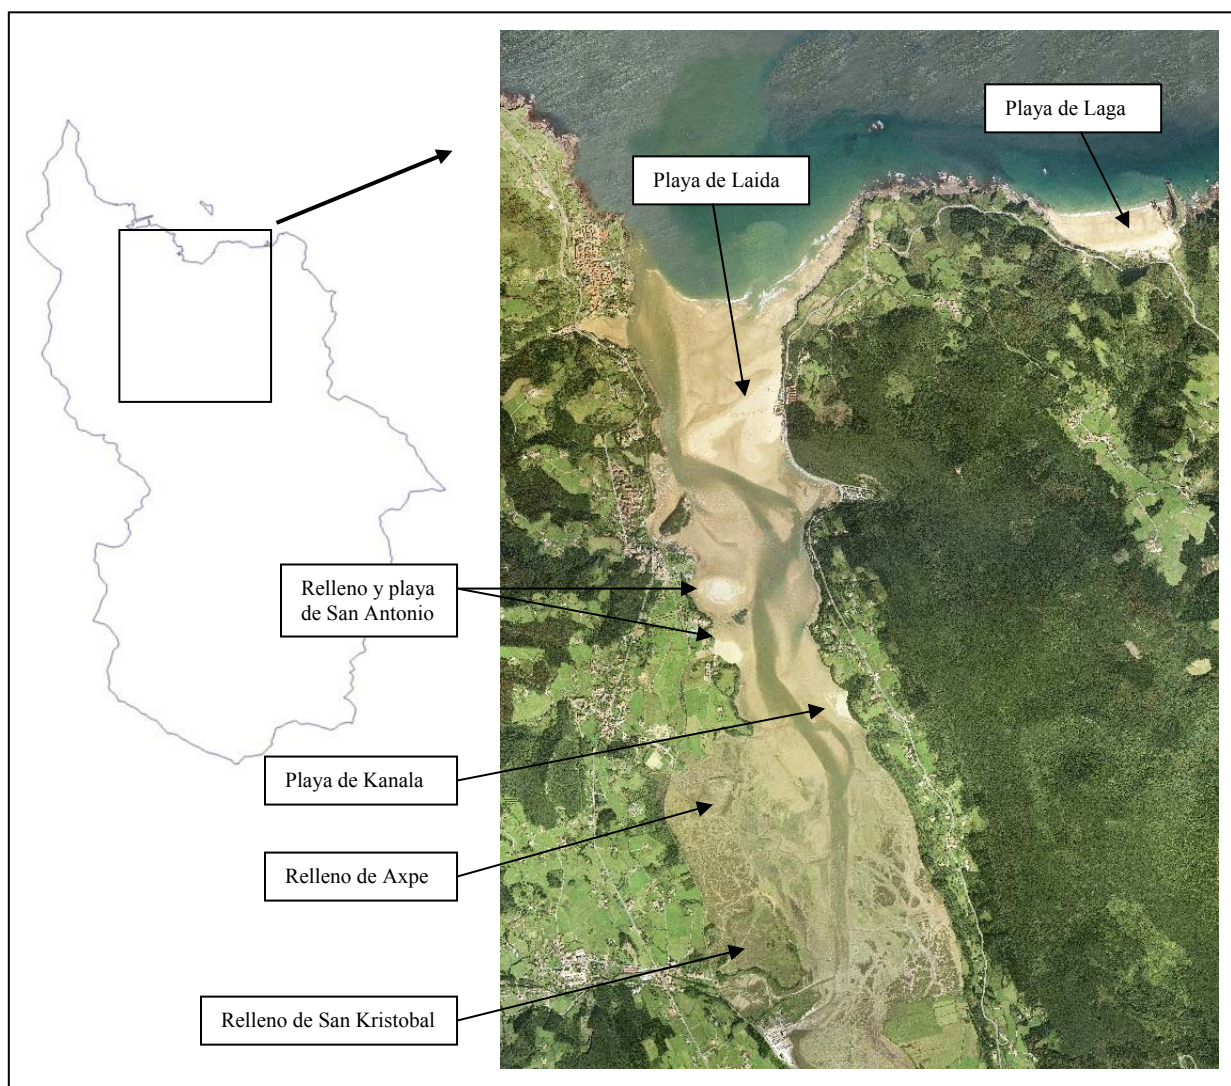 Playa de Laga
Playa de Laida
Relleno y playa
de San Antonio
Playa de Kanala
Relleno de Axpe
Relleno de San Kristobal